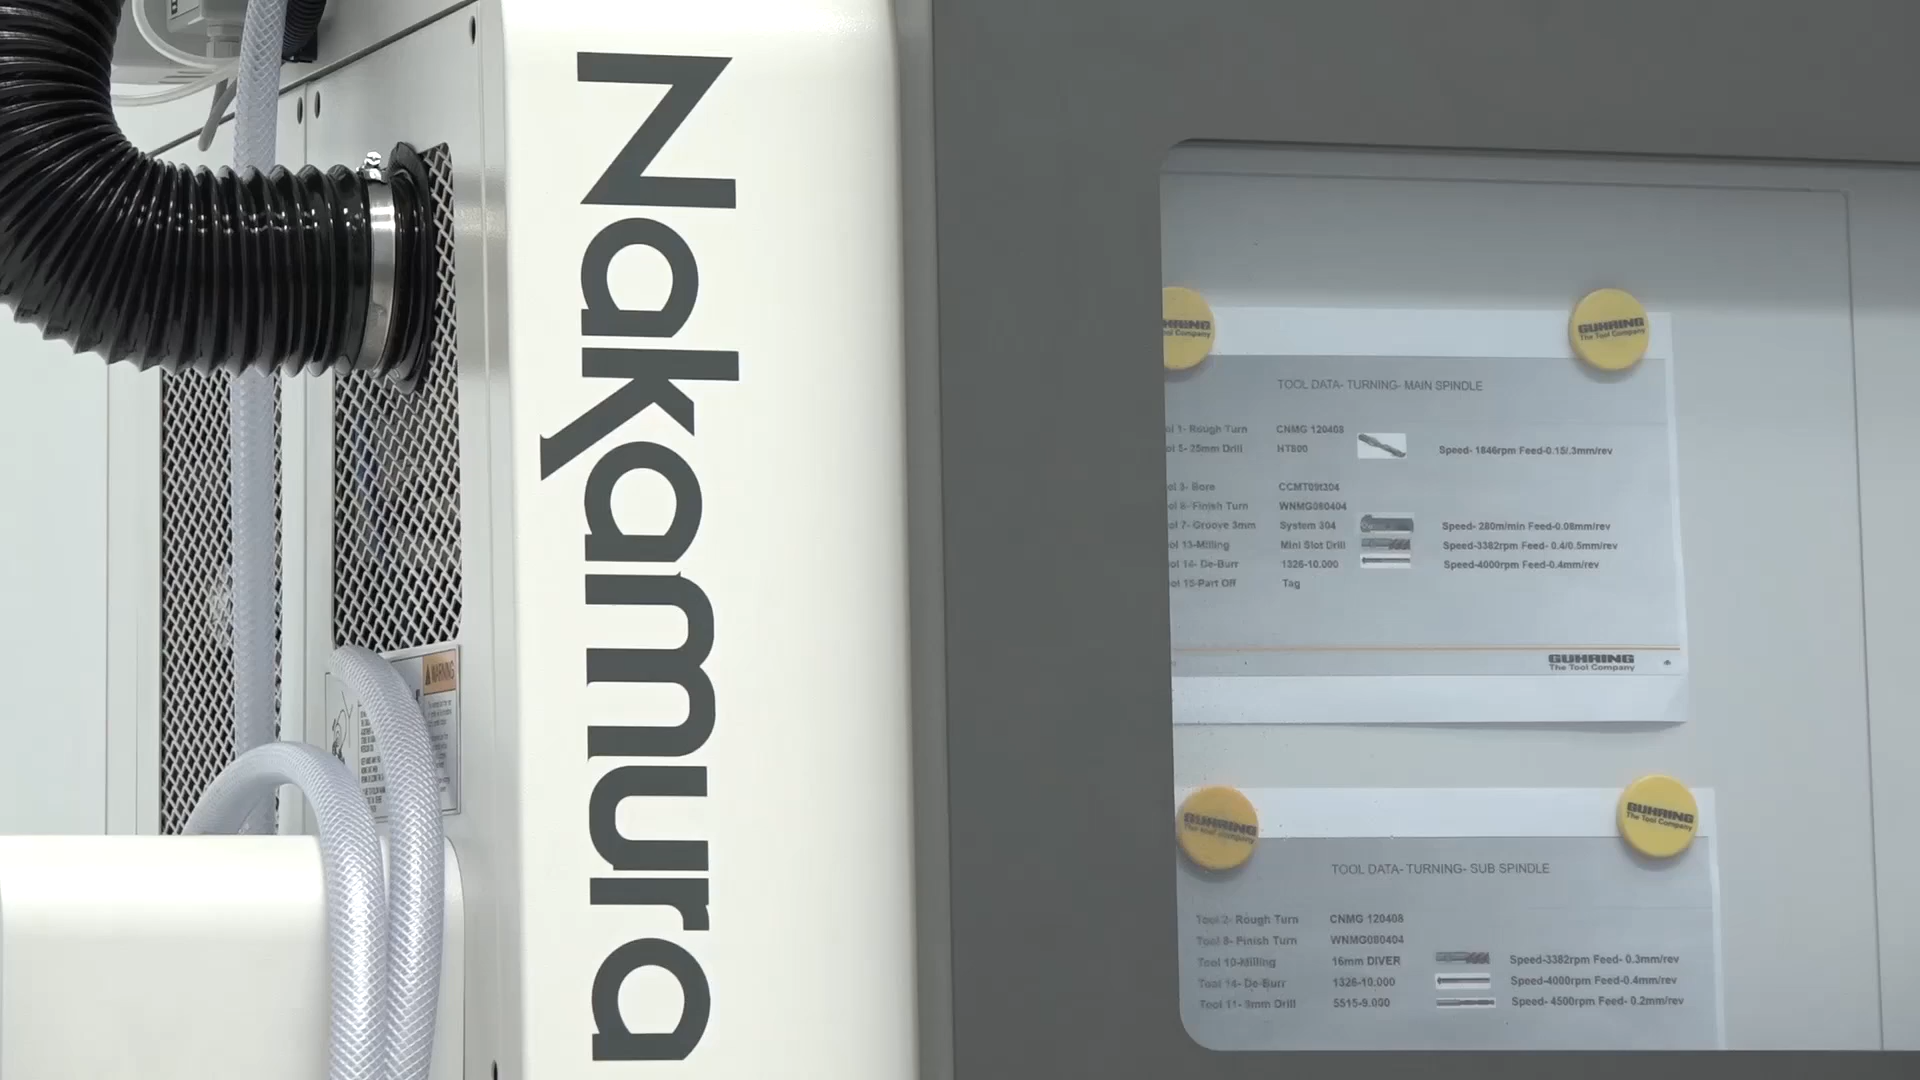 Nakamura
WARNING
HRING
ol Company
GUHRING
The Tool Company
TOOL DATA- TURNING- MAIN SPINDLE
ol 1- Rough Turn CNMG 120408
ol 5- 25mm Drill HT800 Speed- 1846rpm Feed-0.15/.3mm/rev
ol 3- Bore CCMT09t304
ol 6- Finish Turn WNMG080404
ol 7- Groove 3mm System 304 Speed- 280m/min Feed-0.08mm/rev
ol 13-Milling Mini Slot Drill Speed-3382rpm Feed- 0.4/0.5mm/rev
ol 14- De-Burr 1326-10.000 Speed-4000rpm Feed-0.4mm/rev
ol 15-Part Off Tag
GUHRING
The Tool Company
GUHRING
The Tool Company
GUHRING
The Tool Company
TOOL DATA- TURNING- SUB SPINDLE
Tool 2- Rough Turn CNMG 120408
Tool 8- Finish Turn WNMG080404
Tool 10-Milling 16mm DIVER Speed-3382rpm Feed- 0.3mm/rev
Tool 14- De-Burr 1326-10.000 Speed-4000rpm Feed-0.4mm/rev
Tool 11- 9mm Drill 5515-9.000 Speed- 4500rpm Feed- 0.2mm/rev